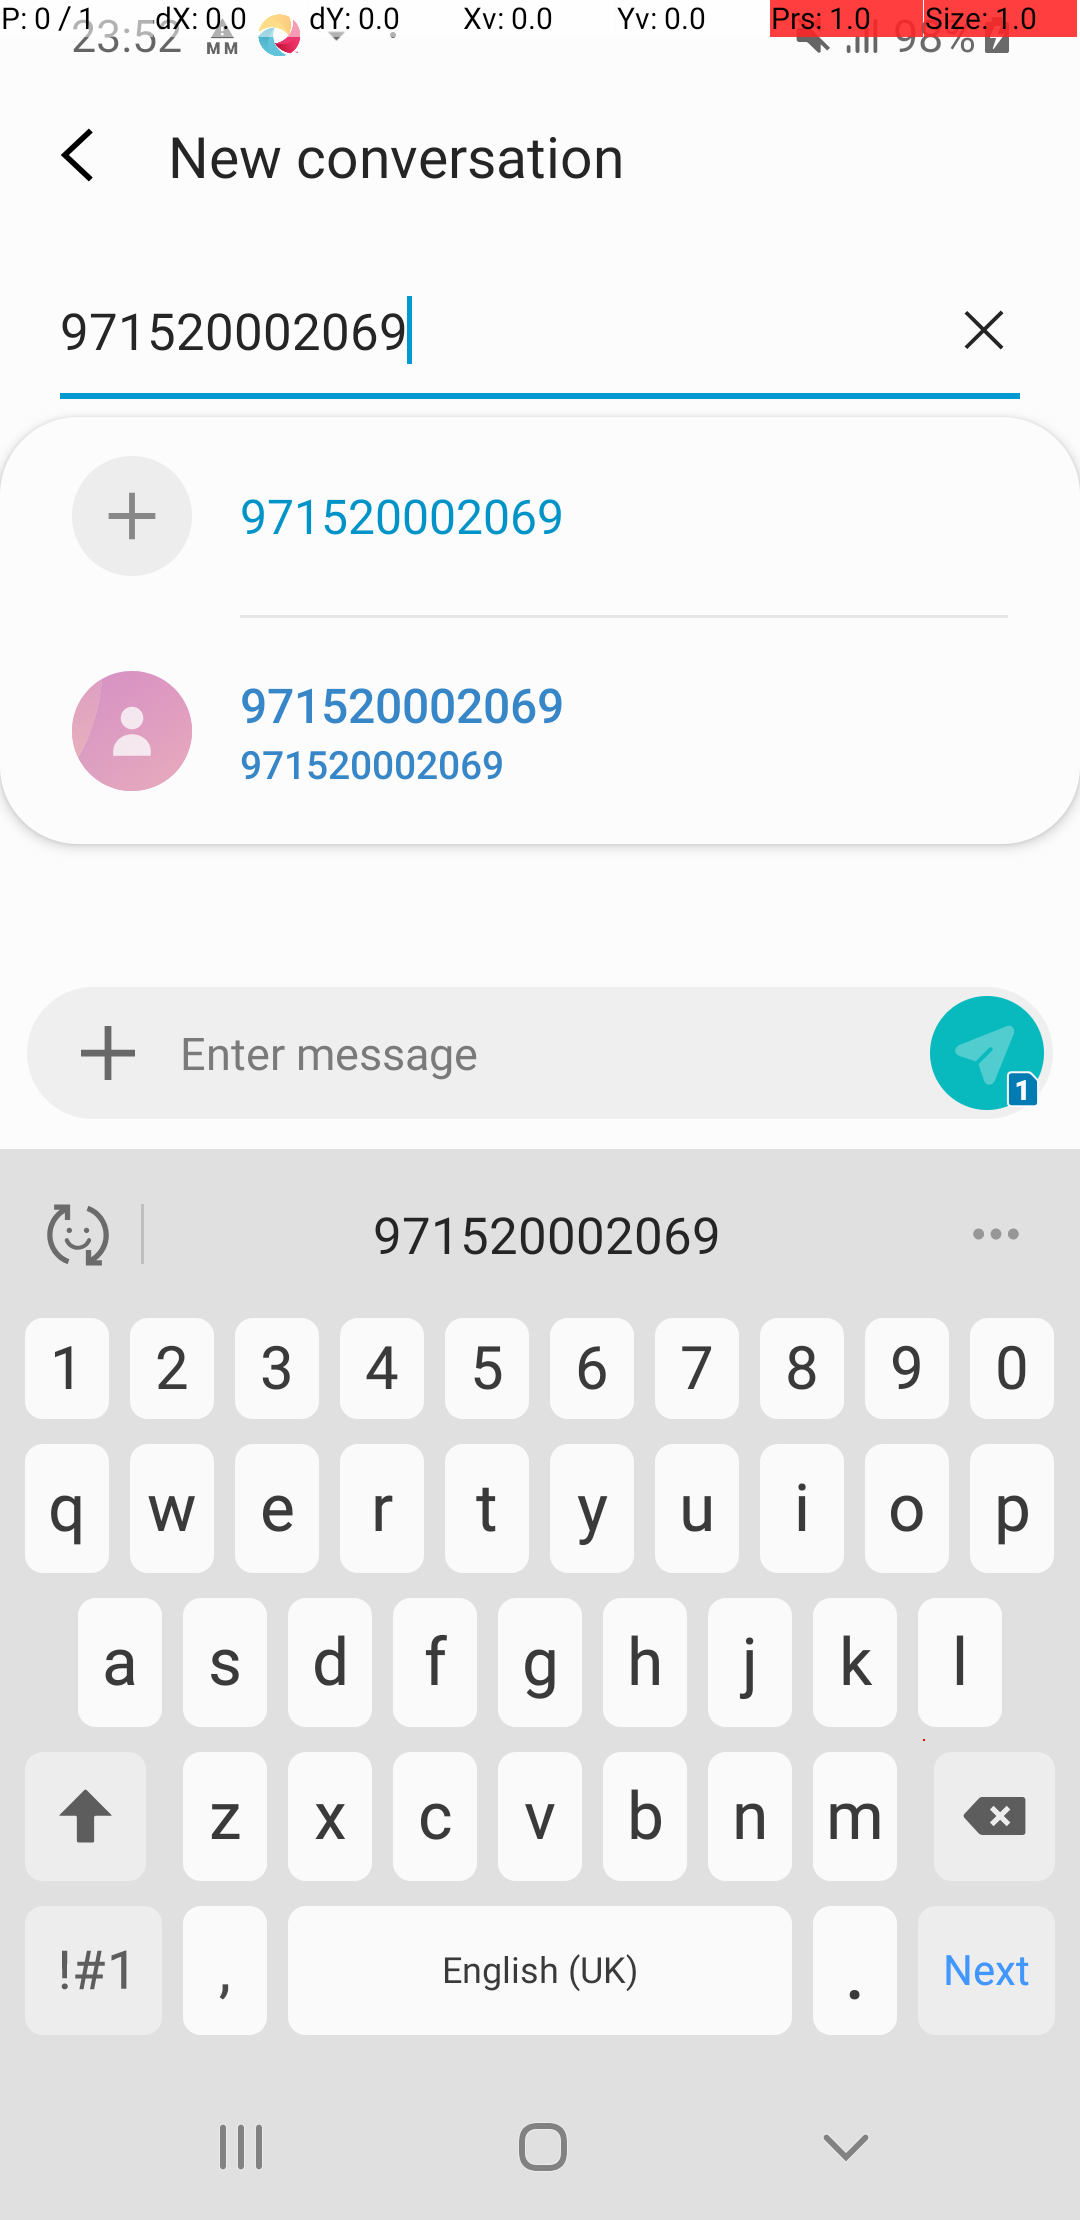 P: 0 / 1 dX: 0.0 dY: 0.0 Xv: 0.0 Yv: 0.0 Prs: 1.0 Size: 1.0
23:52 MM 98%
New conversation
971520002069
971520002069
971520002069
971520002069
Enter message
1
971520002069
1 2 3 4 5 6 7 8 9 0
q w e r t y u i o p
a s d f g h j k l
z x c v b n m
!#1 , English (UK) . Next